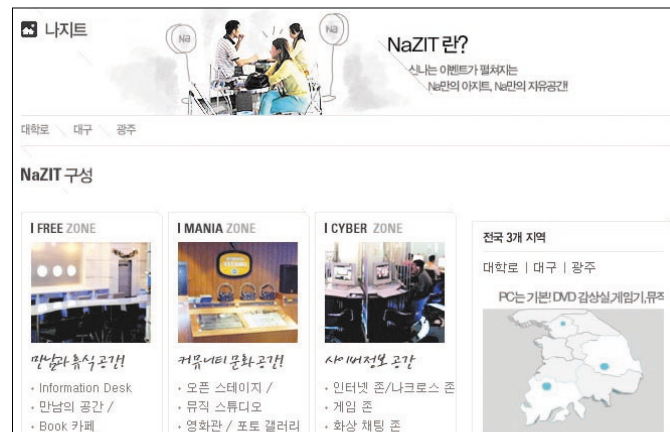 나지트
Na
Na
NaZIT란?
신나는 이벤트가 펼쳐지는
Na만의 아지트, Na만의 자유공간!!
대학로 대구 광주
NaZIT 구성
FREE ZONE
만남과 휴식공간!
· Information Desk
· 만남의 공간 /
· Book 카페
MANIA ZONE
커뮤니티 문화공간!
· 오픈 스테이지 /
· 뮤직 스튜디오
· 영화관 / 포토 갤러리
CYBER ZONE
사이버정보 공간
· 인터넷 존/나크로스 존
· 게임 존
· 화상 채팅 존
전국 3개 지역
대학로 | 대구 | 광주
PC는 기본! DVD 감상실,게임기,뮤직